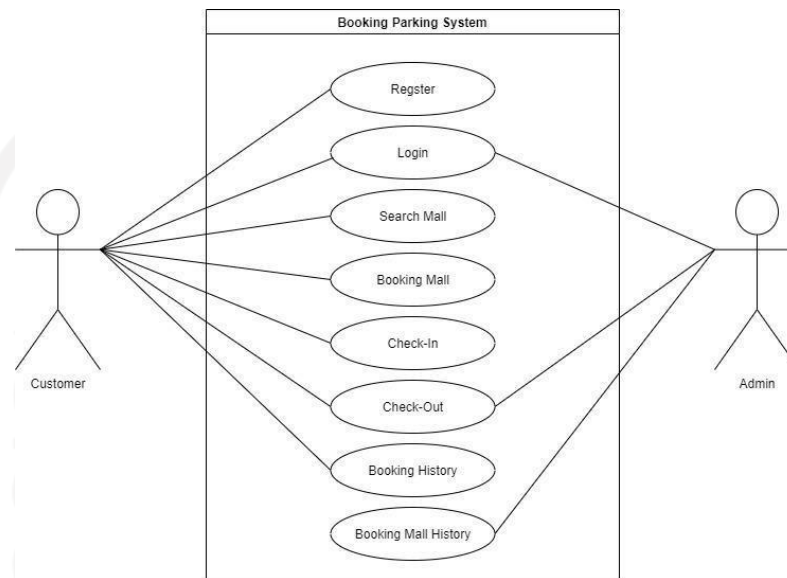 Booking Parking System
Regster
Login
Search Mall
Booking Mall
Check-In
Customer
Admin
Check-Out
Booking History
Booking Mall History